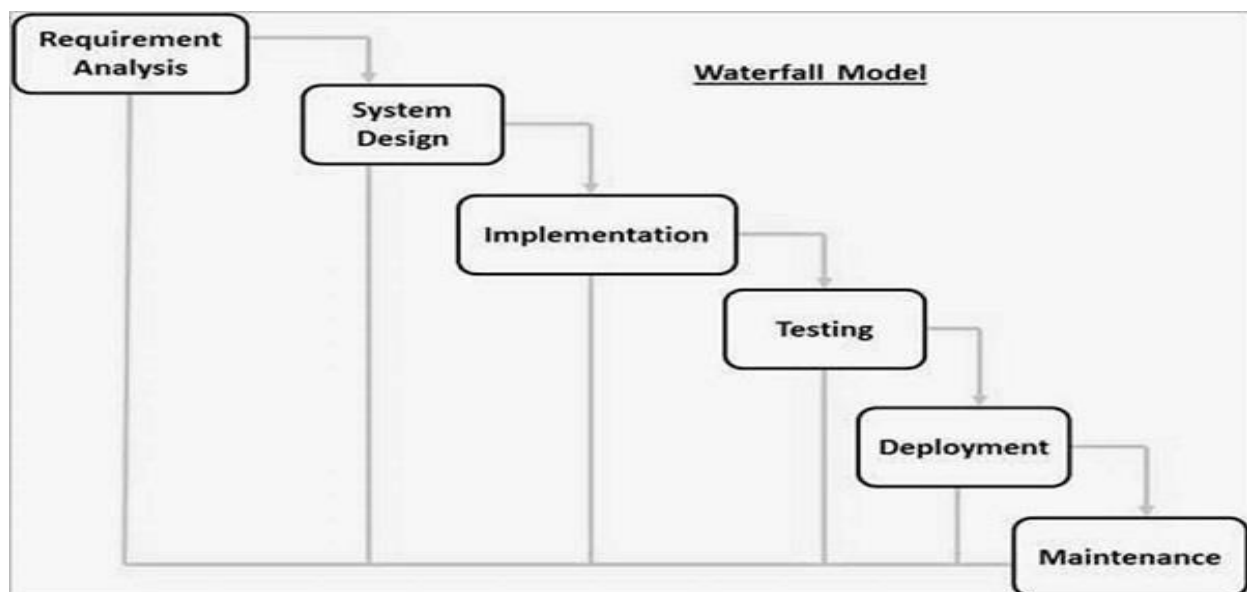 Requirement
Analysis
Waterfall Model
System
Design
Implementation
Testing
Deployment
Maintenance